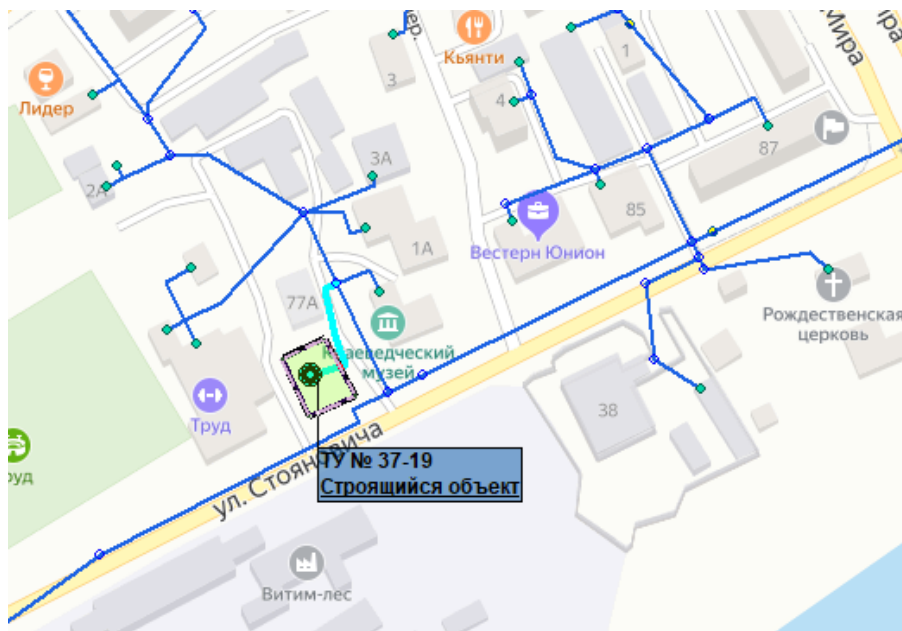 пер.
Мира
Кьянти
1
3
Лидер
4
87
3А
2А
85
1А
Вестерн Юнион
77А
Рождественская
церковь
Краеведческий
музей
Труд
38
ул. Стояновича
ТУ № 37-19
Строящийся объект
Витим-лес